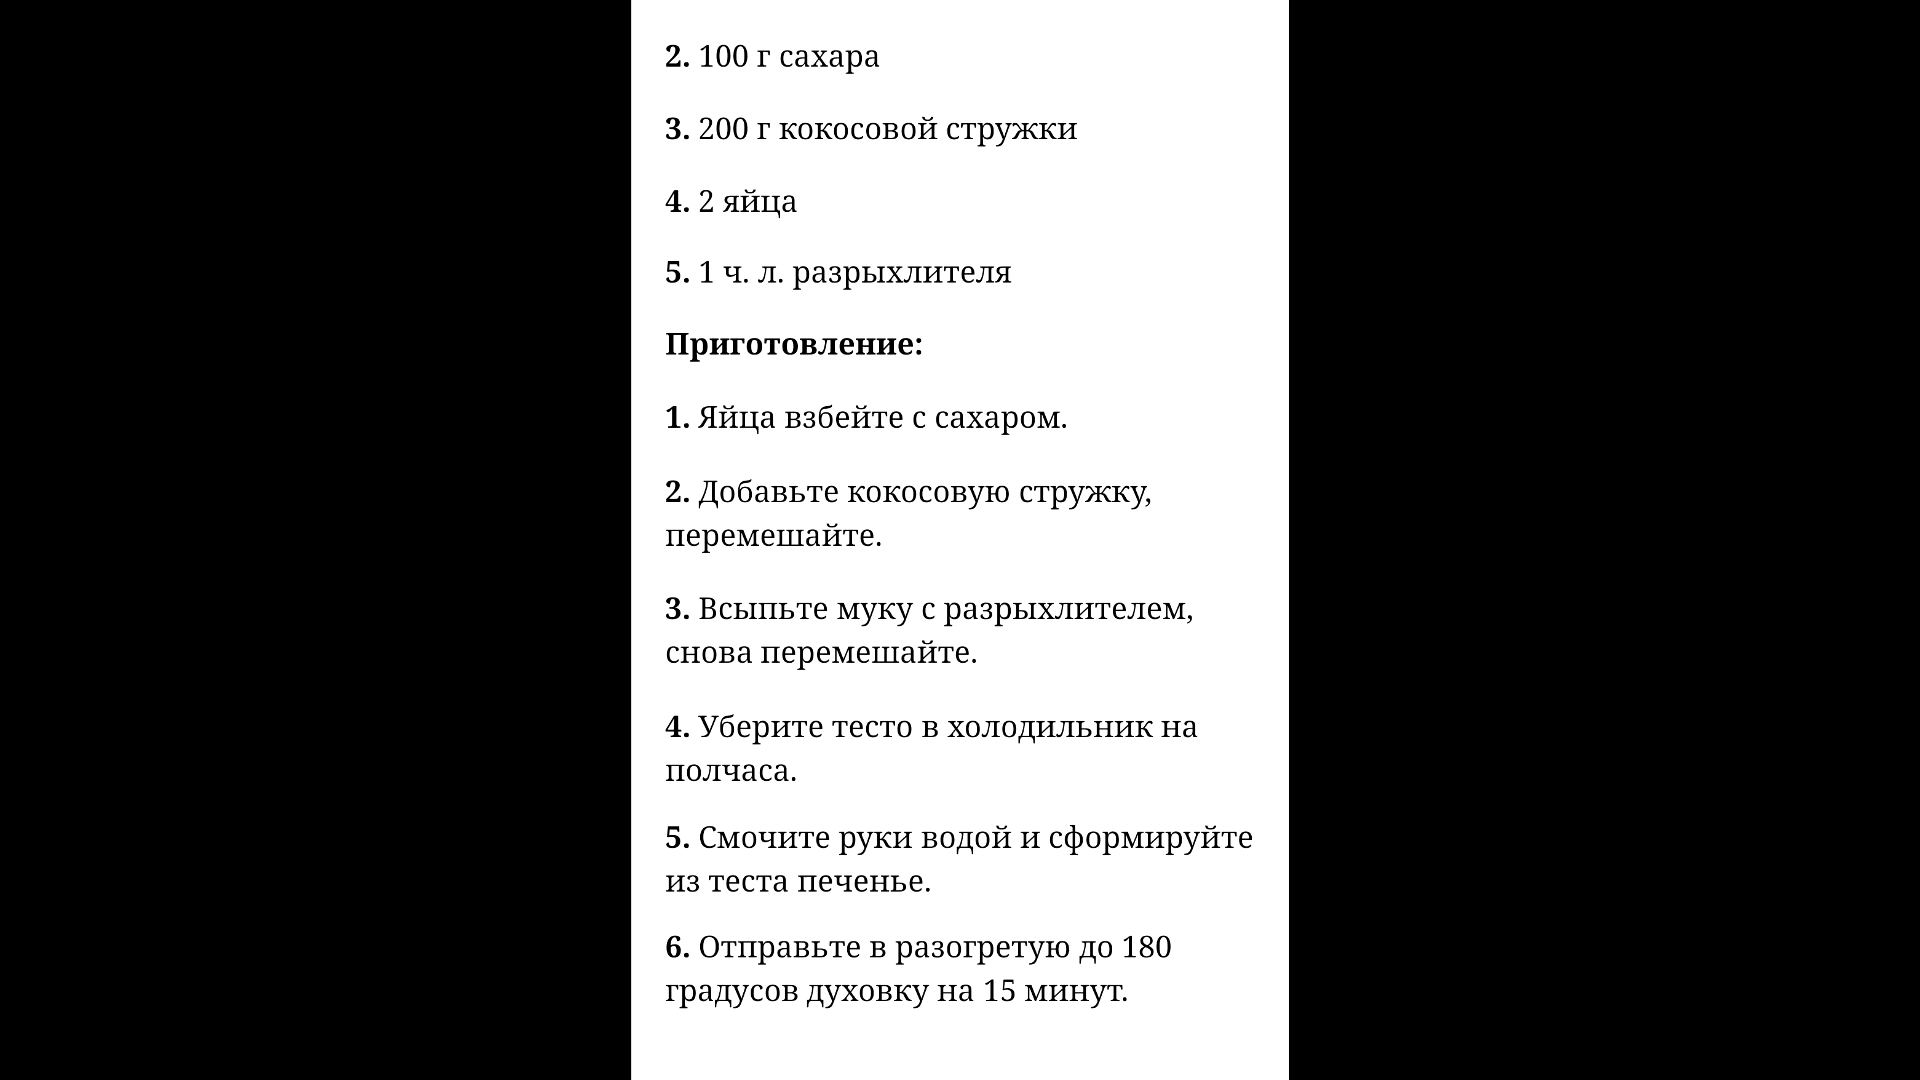 2. 100 г сахара
3. 200 г кокосовой стружки
4. 2 яйца
5. 1 ч. л. разрыхлителя
Приготовление:
1. Яйца взбейте с сахаром.
2. Добавьте кокосовую стружку,
перемешайте.
3. Всыпьте муку с разрыхлителем,
снова перемешайте.
4. Уберите тесто в холодильник на
полчаса.
5. Смочите руки водой и сформируйте
из теста печенье.
6. Отправьте в разогретую до 180
градусов духовку на 15 минут.